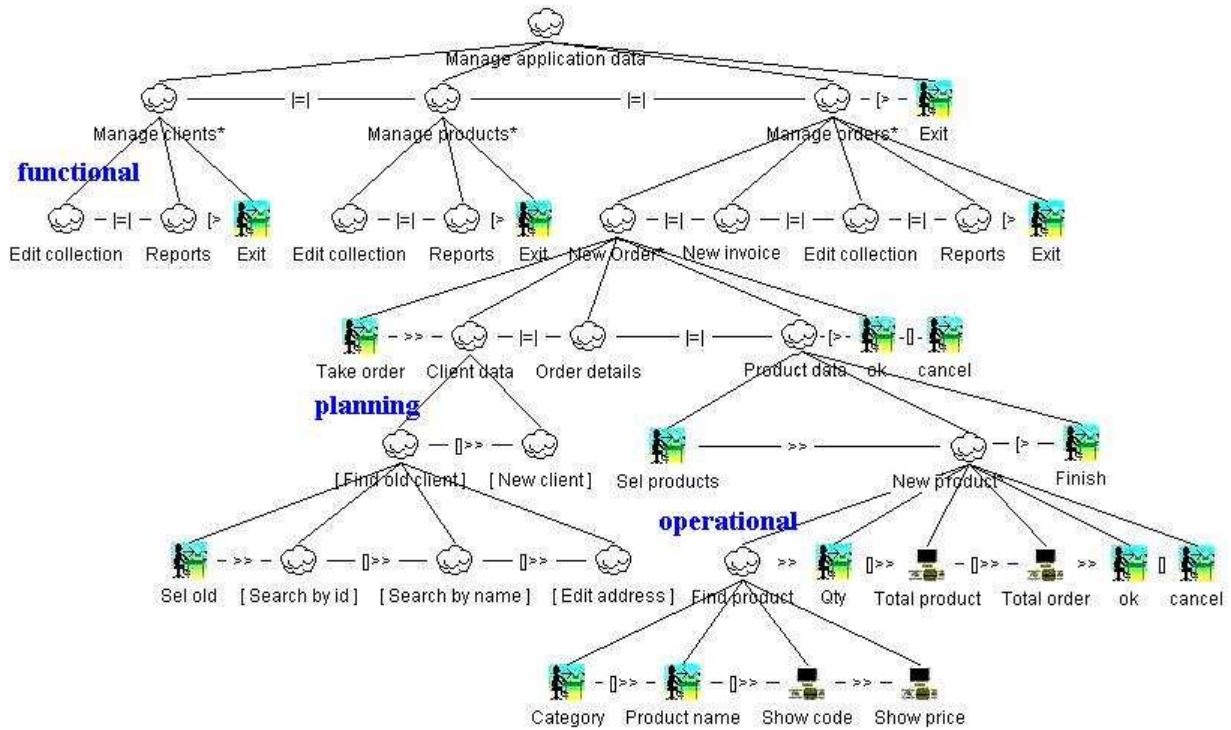 Manage application data
|=| |=| [>
Manage clients* Manage products* Manage orders* Exit
functional
|=| [> |=| [> |=| |=| |=| [>
Edit collection Reports Exit Edit collection Reports Exit New Order* New invoice Edit collection Reports Exit
>> |=| |=| [> []
Take order Client data Order details Product data ok cancel
planning
[]>> >> [>
[ Find old client ] [ New client ] Sel products New product* Finish
operational
>> []>> []>> >> []>> []>> >> []
Sel old [ Search by id ] [ Search by name ] [ Edit address ] Find product Qty Total product Total order ok cancel
[]>> []>> >>
Category Product name Show code Show price